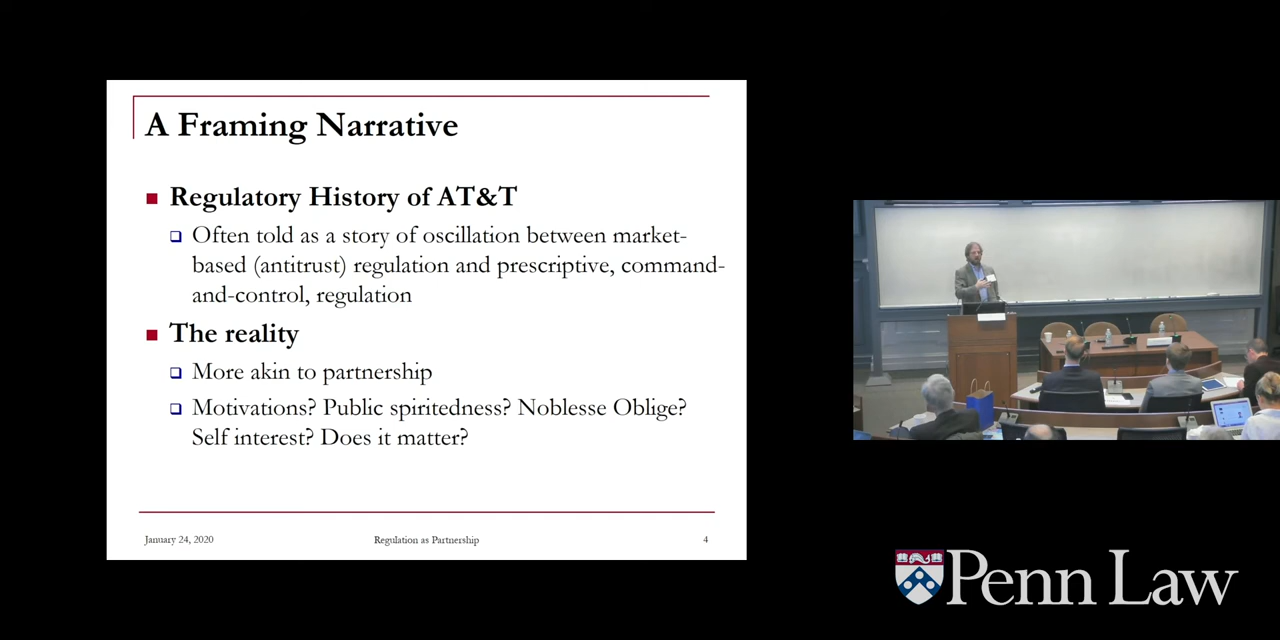 A Framing Narrative
Regulatory History of AT&T
Often told as a story of oscillation between market-
based (antitrust) regulation and prescriptive, command-
and-control, regulation
The reality
More akin to partnership
Motivations? Public spiritedness? Noblesse Oblige?
Self interest? Does it matter?
January 24, 2020
Regulation as Partnership
4
Penn Law